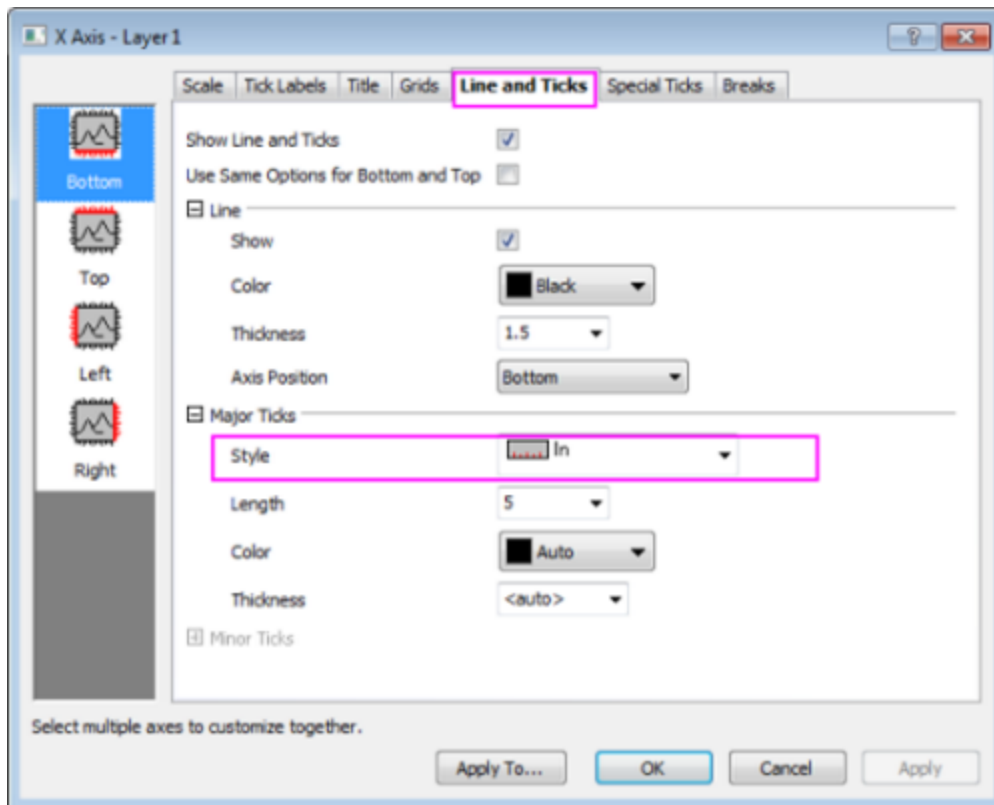 X Axis - Layer 1
Scale Tick Labels Title Grids Line and Ticks Special Ticks Breaks
Bottom
Top
Left
Right
Show Line and Ticks
Use Same Options for Bottom and Top
Line
Show
Color Black
Thickness 1.5
Axis Position Bottom
Major Ticks
Style In
Length 5
Color Auto
Thickness <auto>
Minor Ticks
Select multiple axes to customize together.
Apply To... OK Cancel Apply